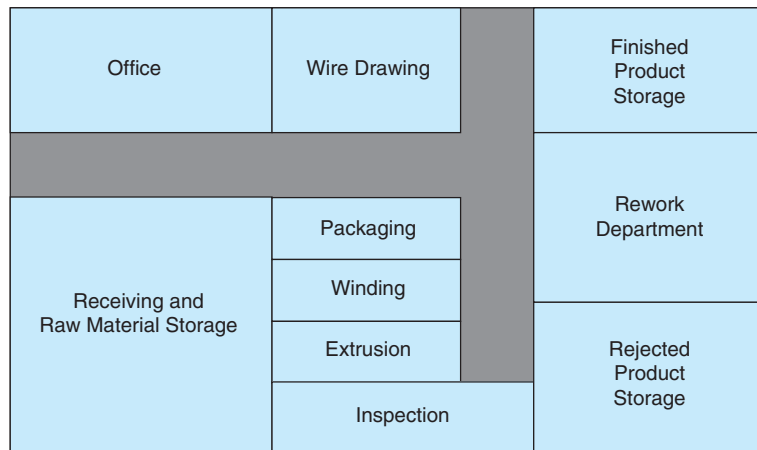 Office
Wire Drawing
Finished
Product
Storage
Packaging
Rework
Department
Winding
Receiving and
Raw Material Storage
Extrusion
Rejected
Product
Storage
Inspection